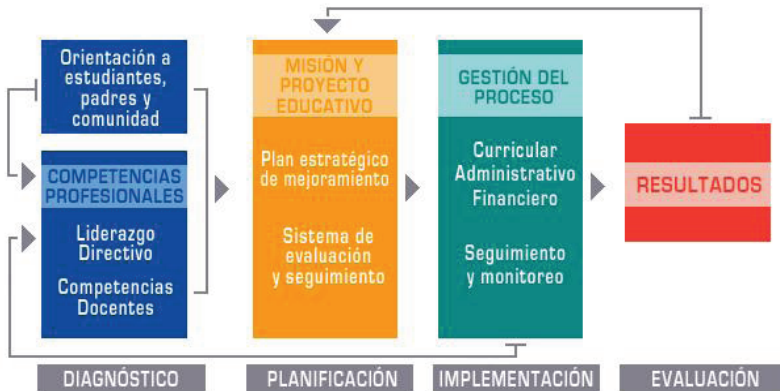 Orientación a
estudiantes,
padres y
comunidad
COMPETENCIAS
PROFESIONALES
Liderazgo
Directivo
Competencias
Docentes
MISIÓN Y
PROYECTO
EDUCATIVO
Plan estratégico
de mejoramiento
Sistema de
evaluación
y seguimiento
GESTIÓN DEL
PROCESO
Curricular
Administrativo
Financiero
Seguimiento
y monitoreo
RESULTADOS
DIAGNÓSTICO
PLANIFICACIÓN
IMPLEMENTACIÓN
EVALUACIÓN